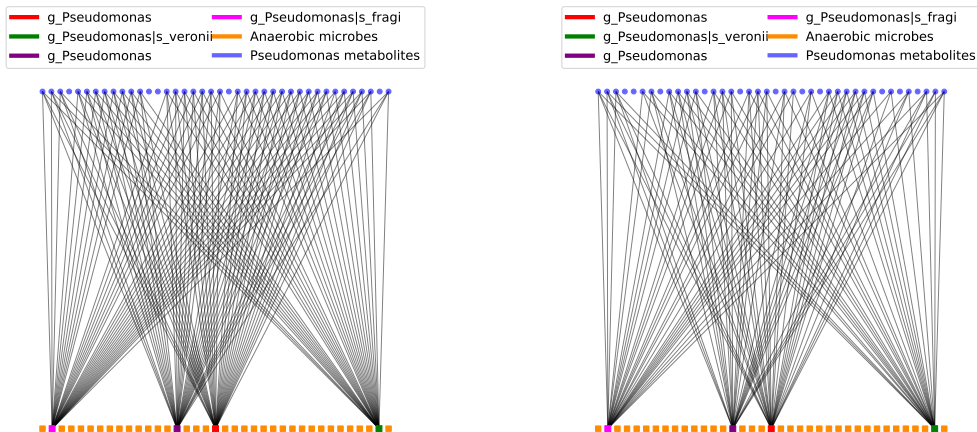 g_Pseudomonas
g_Pseudomonas|s_veronii
g_Pseudomonas
g_Pseudomonas|s_fragi
Anaerobic microbes
Pseudomonas metabolites
g_Pseudomonas
g_Pseudomonas|s_veronii
g_Pseudomonas
g_Pseudomonas|s_fragi
Anaerobic microbes
Pseudomonas metabolites